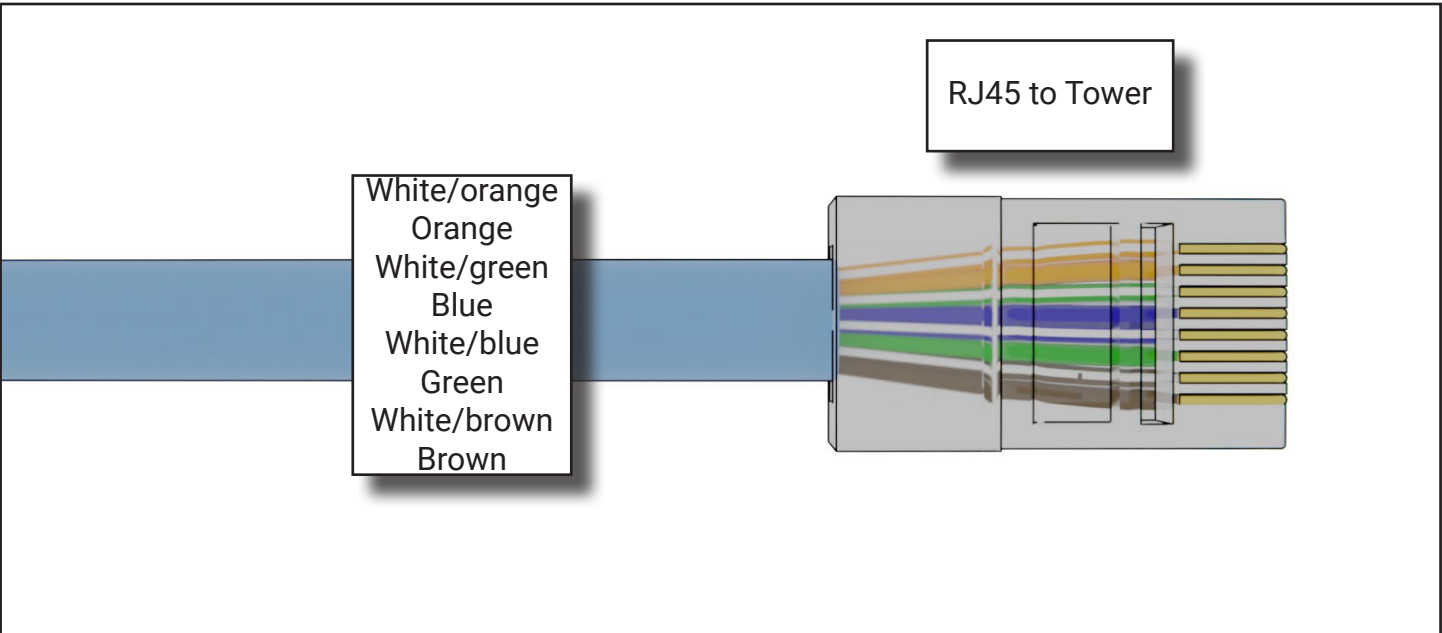 RJ45 to Tower
White/orange
Orange
White/green
Blue
White/blue
Green
White/brown
Brown